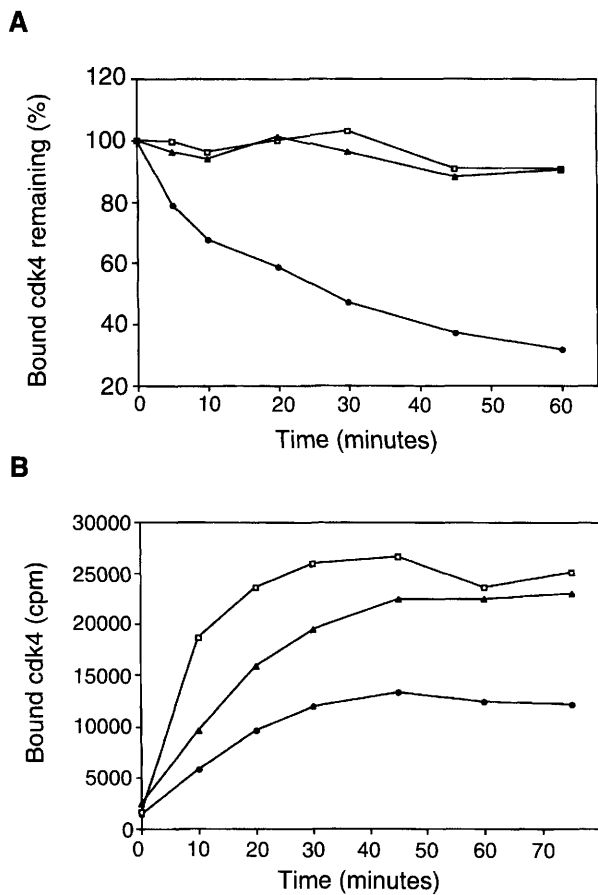 A
Bound cdk4 remaining (%)
120
100
80
60
40
20
0 10 20 30 40 50 60
Time (minutes)
B
Bound cdk4 (cpm)
30000
25000
20000
15000
10000
5000
0
0 10 20 30 40 50 60 70
Time (minutes)